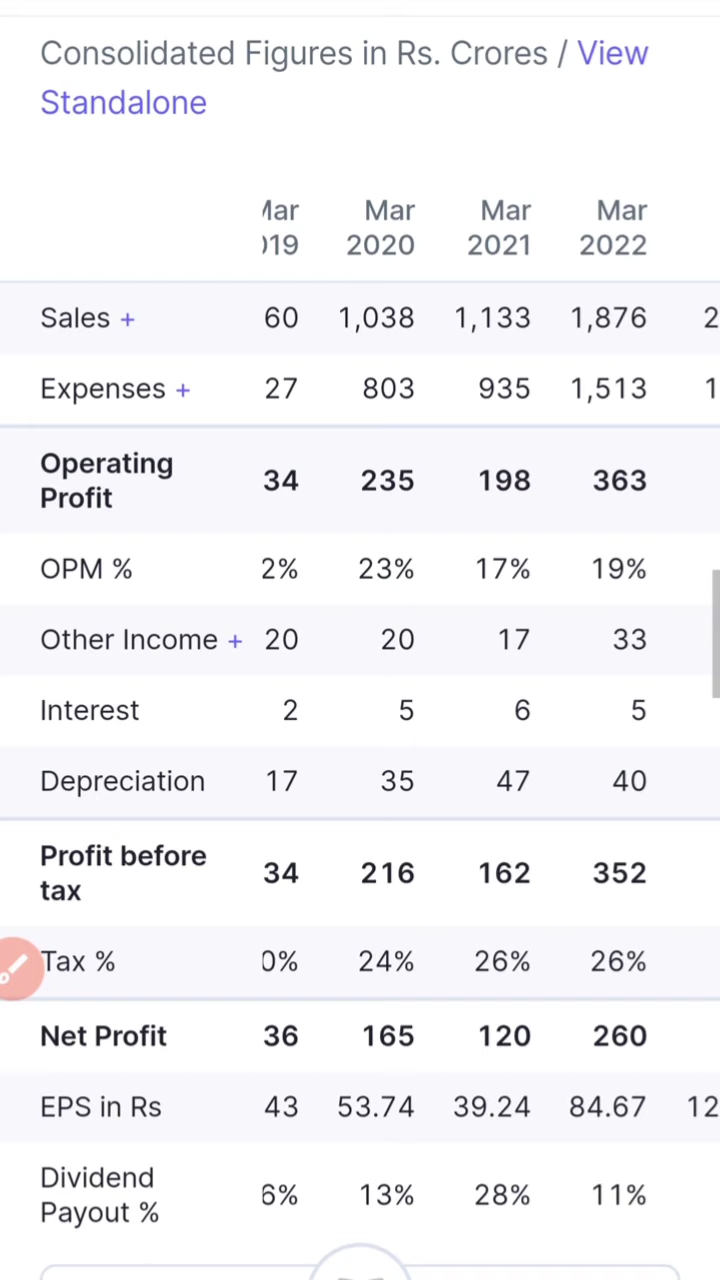 Consolidated Figures in Rs. Crores / View
Standalone
Mar Mar Mar
2020 2021 2022
Sales + 60 1,038 1,133 1,876
Expenses + 27 803 935 1,513
Operating
Profit 34 235 198 363
OPM % 2% 23% 17% 19%
Other Income + 20 20 17 33
Interest 2 5 6 5
Depreciation 17 35 47 40
Profit before
tax 34 216 162 352
Tax % 0% 24% 26% 26%
Net Profit 36 165 120 260
EPS in Rs 43 53.74 39.24 84.67 12
Dividend
Payout % 6% 13% 28% 11%